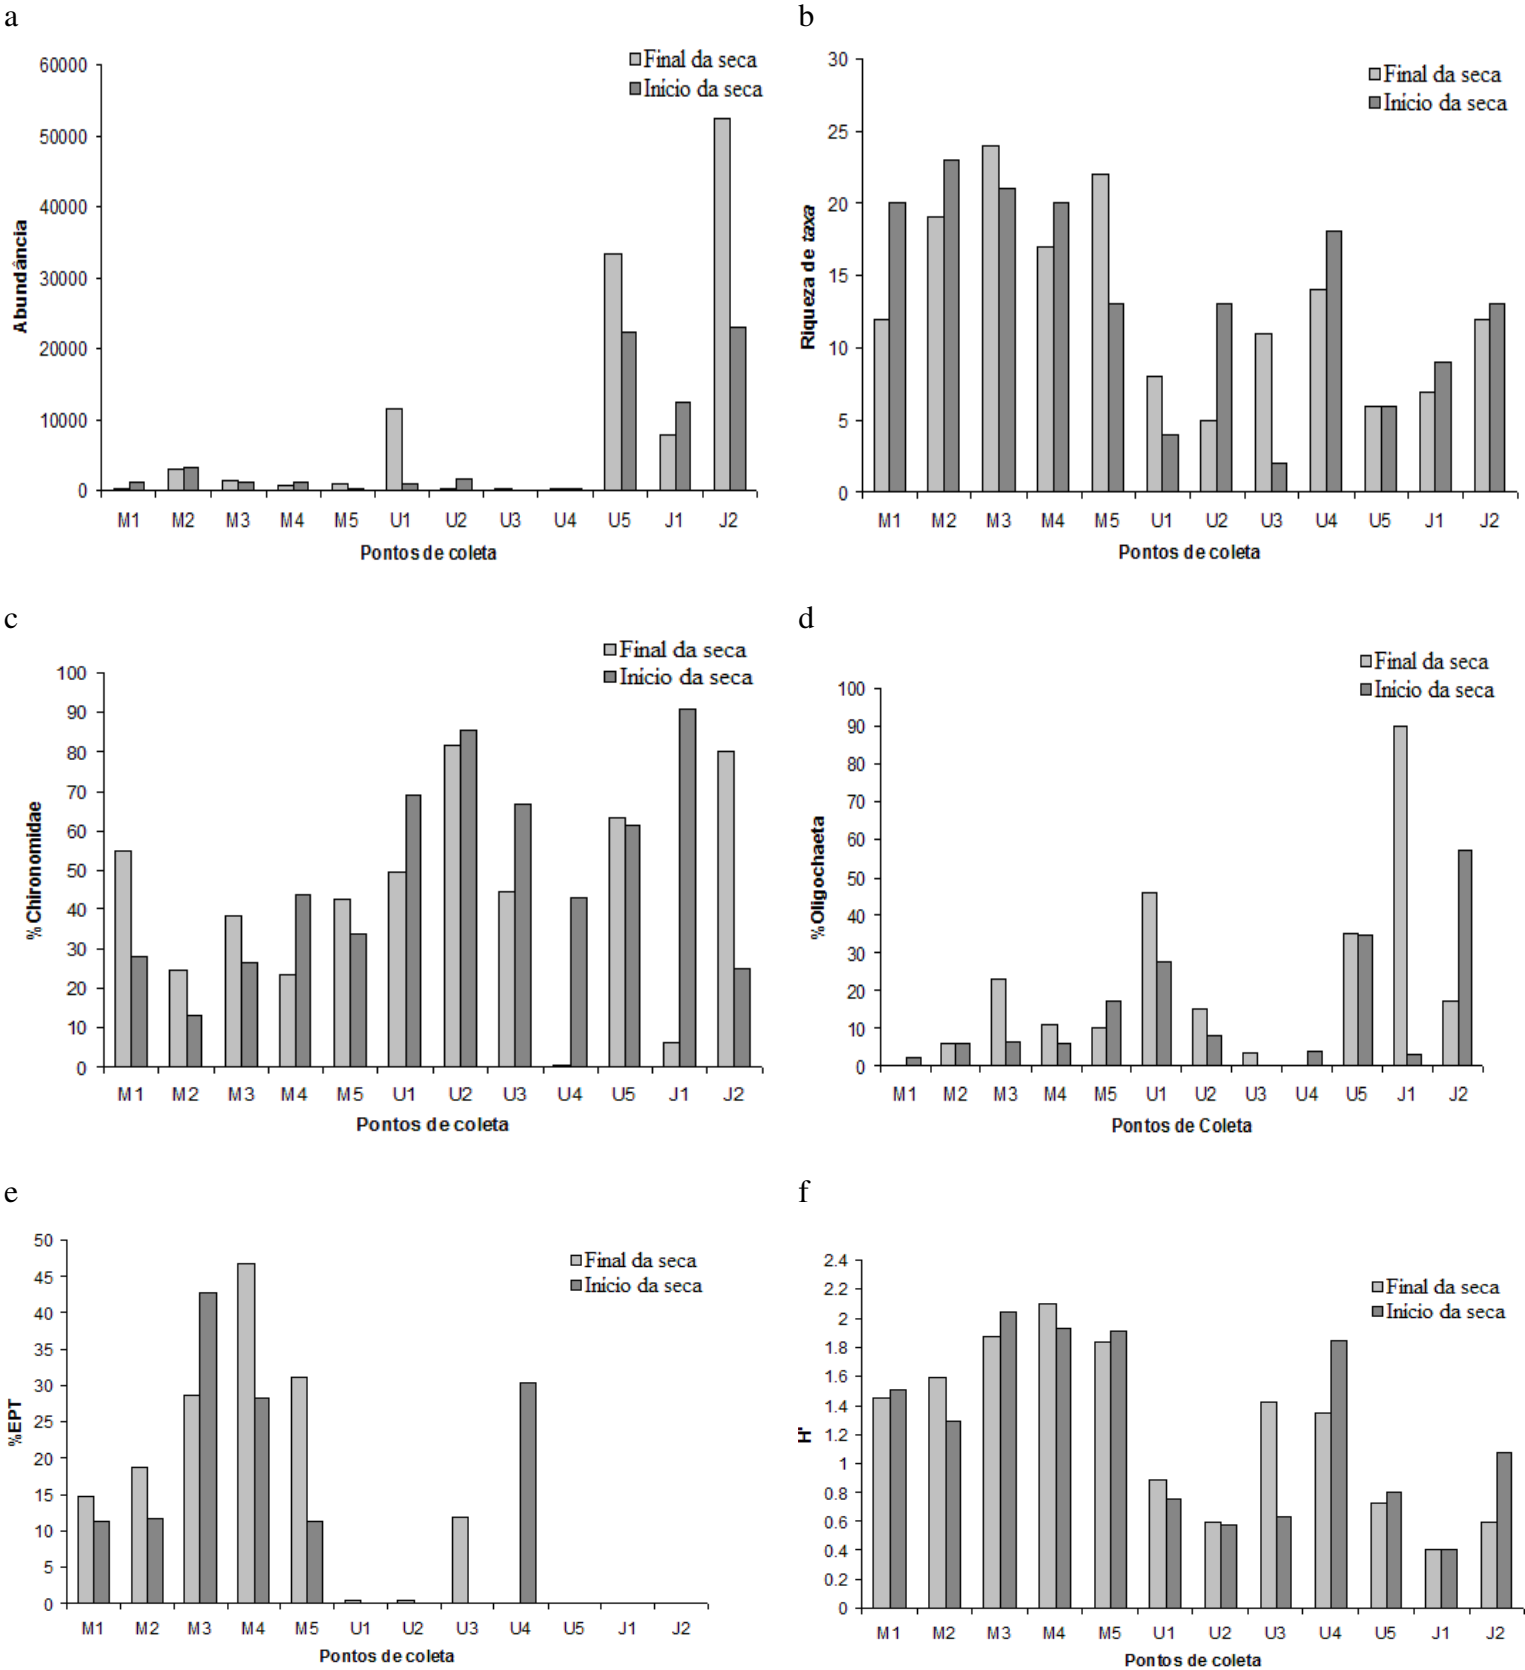 a
Final da seca
Início da seca
60000
50000
40000
30000
20000
10000
0
Abundância
M1 M2 M3 M4 M5 U1 U2 U3 U4 U5 J1 J2
Pontos de coleta
b
Final da seca
Início da seca
30
25
20
15
10
5
0
Riqueza de taxa
M1 M2 M3 M4 M5 U1 U2 U3 U4 U5 J1 J2
Pontos de coleta
c
Final da seca
Início da seca
100
90
80
70
60
50
40
30
20
10
0
% Chironomidae
M1 M2 M3 M4 M5 U1 U2 U3 U4 U5 J1 J2
Pontos de coleta
d
Final da seca
Início da seca
100
90
80
70
60
50
40
30
20
10
0
%Oligochaeta
M1 M2 M3 M4 M5 U1 U2 U3 U4 U5 J1 J2
Pontos de Coleta
e
Final da seca
Início da seca
50
45
40
35
30
25
20
15
10
5
0
%EPT
M1 M2 M3 M4 M5 U1 U2 U3 U4 U5 J1 J2
Pontos de coleta
f
Final da seca
Início da seca
2.4
2.2
2
1.8
1.6
1.4
1.2
1
0.8
0.6
0.4
0.2
0
H'
M1 M2 M3 M4 M5 U1 U2 U3 U4 U5 J1 J2
Pontos de coleta